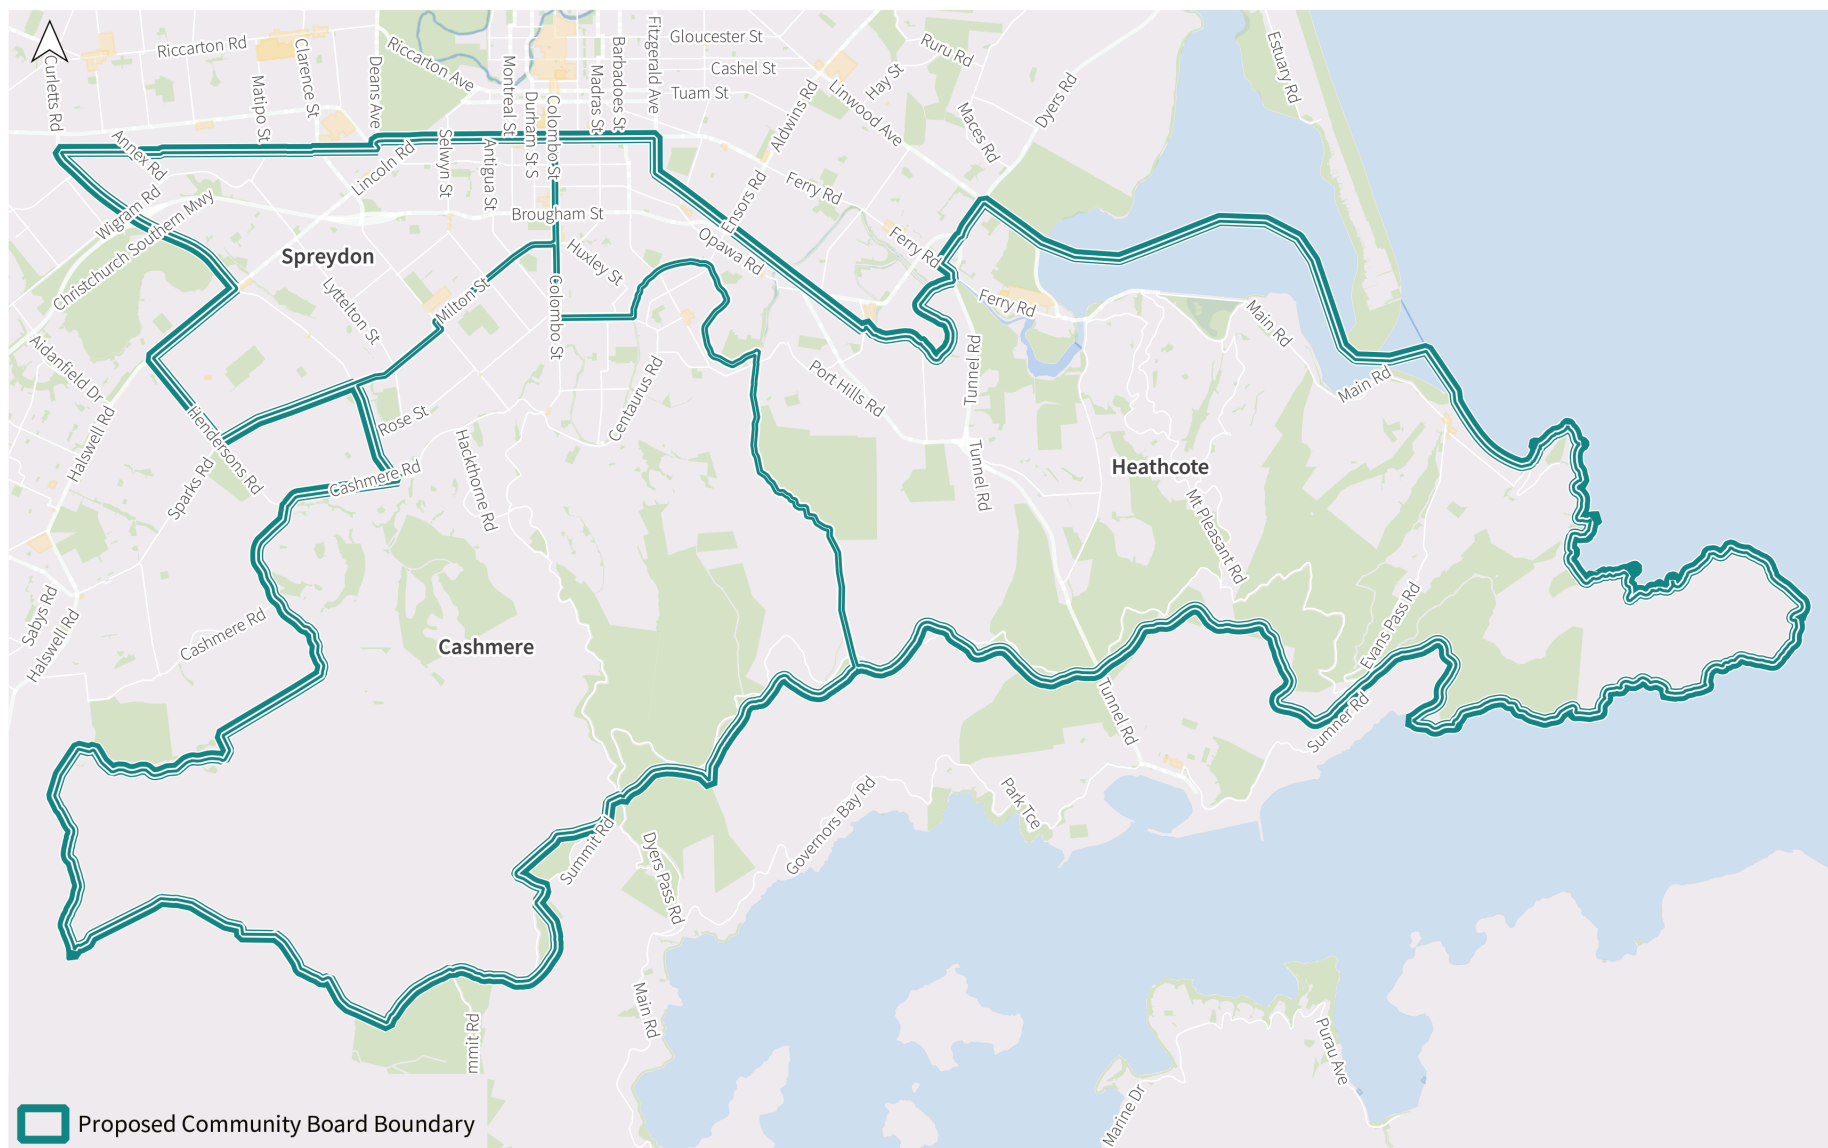 Riccarton Rd
Clarence St
Curletts Rd
Matipo St
Deans Ave
Riccarton Ave
Montreal St
Durham St S
Colombo St
Madras St
Barbadoes St
Fitzgerald Ave
Gloucester St
Cashel St
Tuam St
Aldwins Rd
Linwood Ave
Hay St
Ruru Rd
Maces Rd
Dyers Rd
Estuary Rd
Annex Rd
Wigram Rd
Christchurch Southern Mwy
Lincoln Rd
Selwyn St
Antigua St
Brougham St
Huxley St
Ensors Rd
Opawa Rd
Ferry Rd
Ferry Rd
Ferry Rd
Spreydon
Lyttelton St
Milton St
Colombo St
Centaurus Rd
Port Hills Rd
Tunnel Rd
Tunnel Rd
Main Rd
Main Rd
Aidanfield Dr
Halswell Rd
Hendersons Rd
Sparks Rd
Rose St
Cashmere Rd
Hackthorne Rd
Heathcote
Mt Pleasant Rd
Evans Pass Rd
Sabys Rd
Halswell Rd
Cashmere Rd
Cashmere
Tunnel Rd
Sumner Rd
Summit Rd
Dyers Pass Rd
Governors Bay Rd
Park Tce
Main Rd
mmit Rd
Purau Ave
Marine Dr
Proposed Community Board Boundary